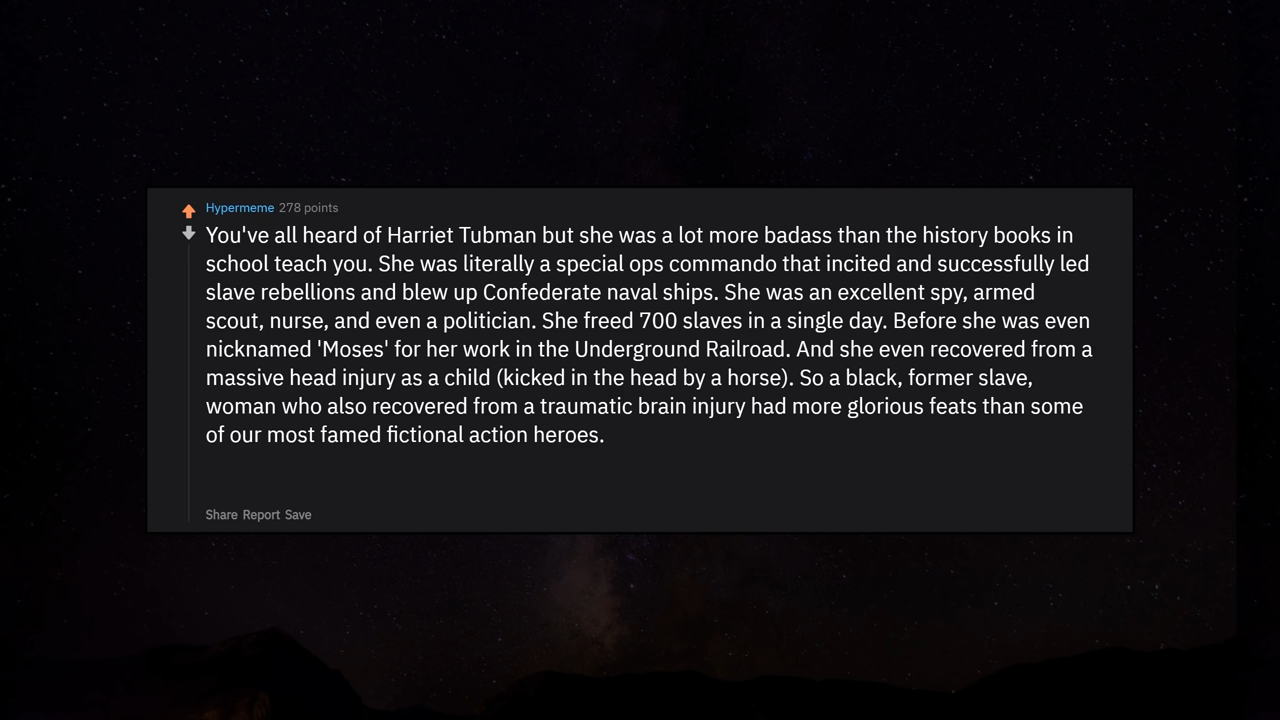 Hypermeme 278 points
You've all heard of Harriet Tubman but she was a lot more badass than the history books in
school teach you. She was literally a special ops commando that incited and successfully led
slave rebellions and blew up Confederate naval ships. She was an excellent spy, armed
scout, nurse, and even a politician. She freed 700 slaves in a single day. Before she was even
nicknamed 'Moses' for her work in the Underground Railroad. And she even recovered from a
massive head injury as a child (kicked in the head by a horse). So a black, former slave,
woman who also recovered from a traumatic brain injury had more glorious feats than some
of our most famed fictional action heroes.
Share Report Save